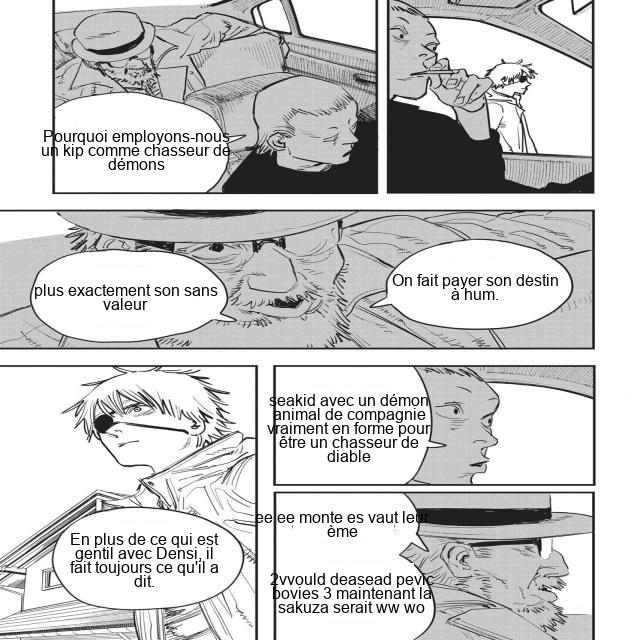 Pourquoi employons-nous
un kip comme chasseur de
démons
On fait payer son destin
à hum.
plus exactement son sans
valeur
seakid avec un démon
animal de compagnie
vraiment en forme pour
être un chasseur de
diable
En plus de ce qui est
gentil avec Densi, il
fait toujours ce qu'il a
dit.
ee ee monte es vaut leur
ème
2vvould deasead pevic
bovies 3 maintenant la
sakuza serait ww wo